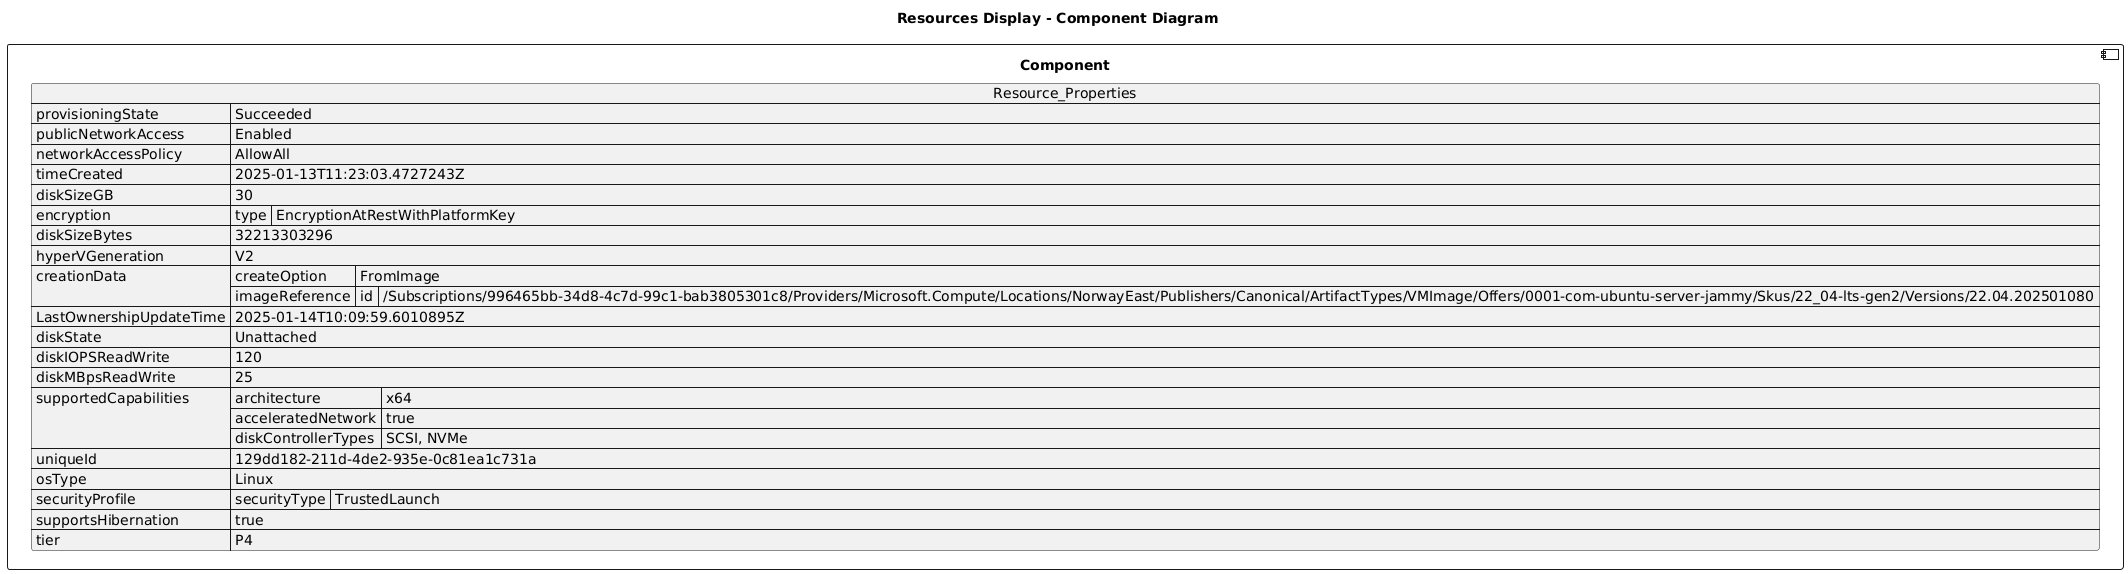 Resources Display - Component Diagram
Component
Resource_Properties
provisioningState Succeeded
publicNetworkAccess Enabled
networkAccessPolicy AllowAll
timeCreated 2025-01-13T11:23:03.4727243Z
diskSizeGB 30
encryption type EncryptionAtRestWithPlatformKey
diskSizeBytes 32213303296
hyperVGeneration V2
creationData createOption FromImage
imageReference id /Subscriptions/996465bb-34d8-4c7d-99c1-bab3805301c8/Providers/Microsoft.Compute/Locations/NorwayEast/Publishers/Canonical/ArtifactTypes/VMImage/Offers/0001-com-ubuntu-server-jammy/Skus/22_04-lts-gen2/Versions/22.04.202501080
LastOwnershipUpdateTime 2025-01-14T10:09:59.6010895Z
diskState Unattached
diskIOPSReadWrite 120
diskMBpsReadWrite 25
supportedCapabilities architecture x64
acceleratedNetwork true
diskControllerTypes SCSI, NVMe
uniqueId 129dd182-211d-4de2-935e-0c81ea1c731a
osType Linux
securityProfile securityType TrustedLaunch
supportsHibernation true
tier P4